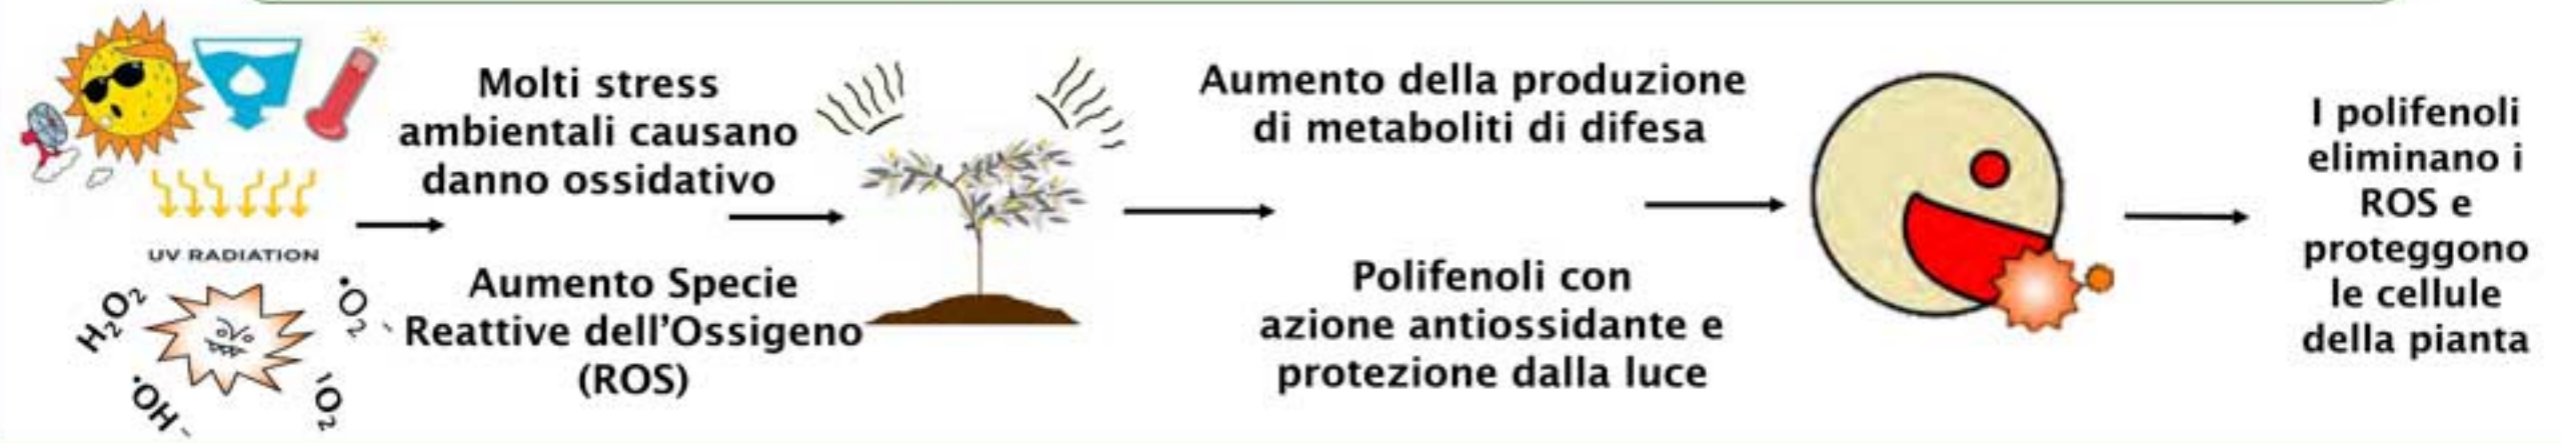 UV RADIATION
H₂O₂
•O₂⁻
•OH⁻
¹O₂
Molti stress
ambientali causano
danno ossidativo
Aumento Specie
Reattive dell'Ossigeno
(ROS)
Aumento della produzione
di metaboliti di difesa
Polifenoli con
azione antiossidante e
protezione dalla luce
I polifenoli
eliminano i
ROS e
proteggono
le cellule
della pianta